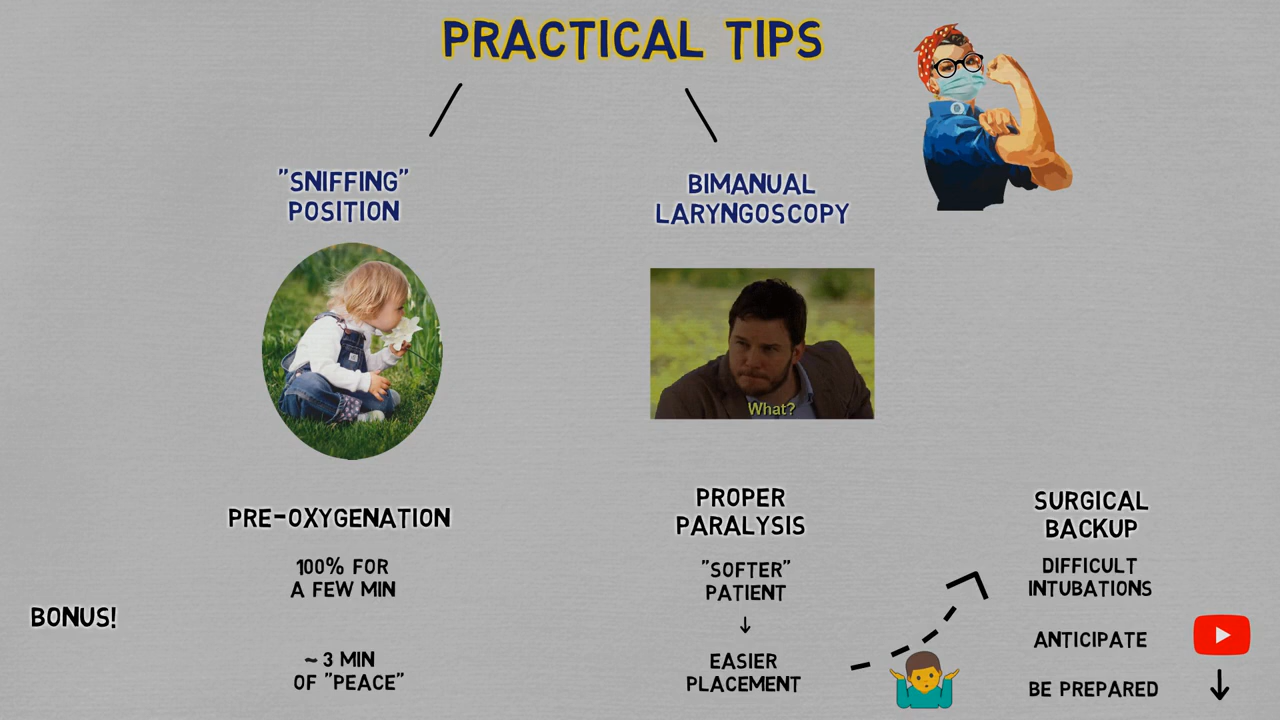 PRACTICAL TIPS
"SNIFFING"
POSITION
BIMANUAL
LARYNGOSCOPY
What?
PRE-OXYGENATION
100% FOR
A FEW MIN
~ 3 MIN
OF "PEACE"
BONUS!
PROPER
PARALYSIS
"SOFTER"
PATIENT
↓
EASIER
PLACEMENT
SURGICAL
BACKUP
DIFFICULT
INTUBATIONS
ANTICIPATE
BE PREPARED